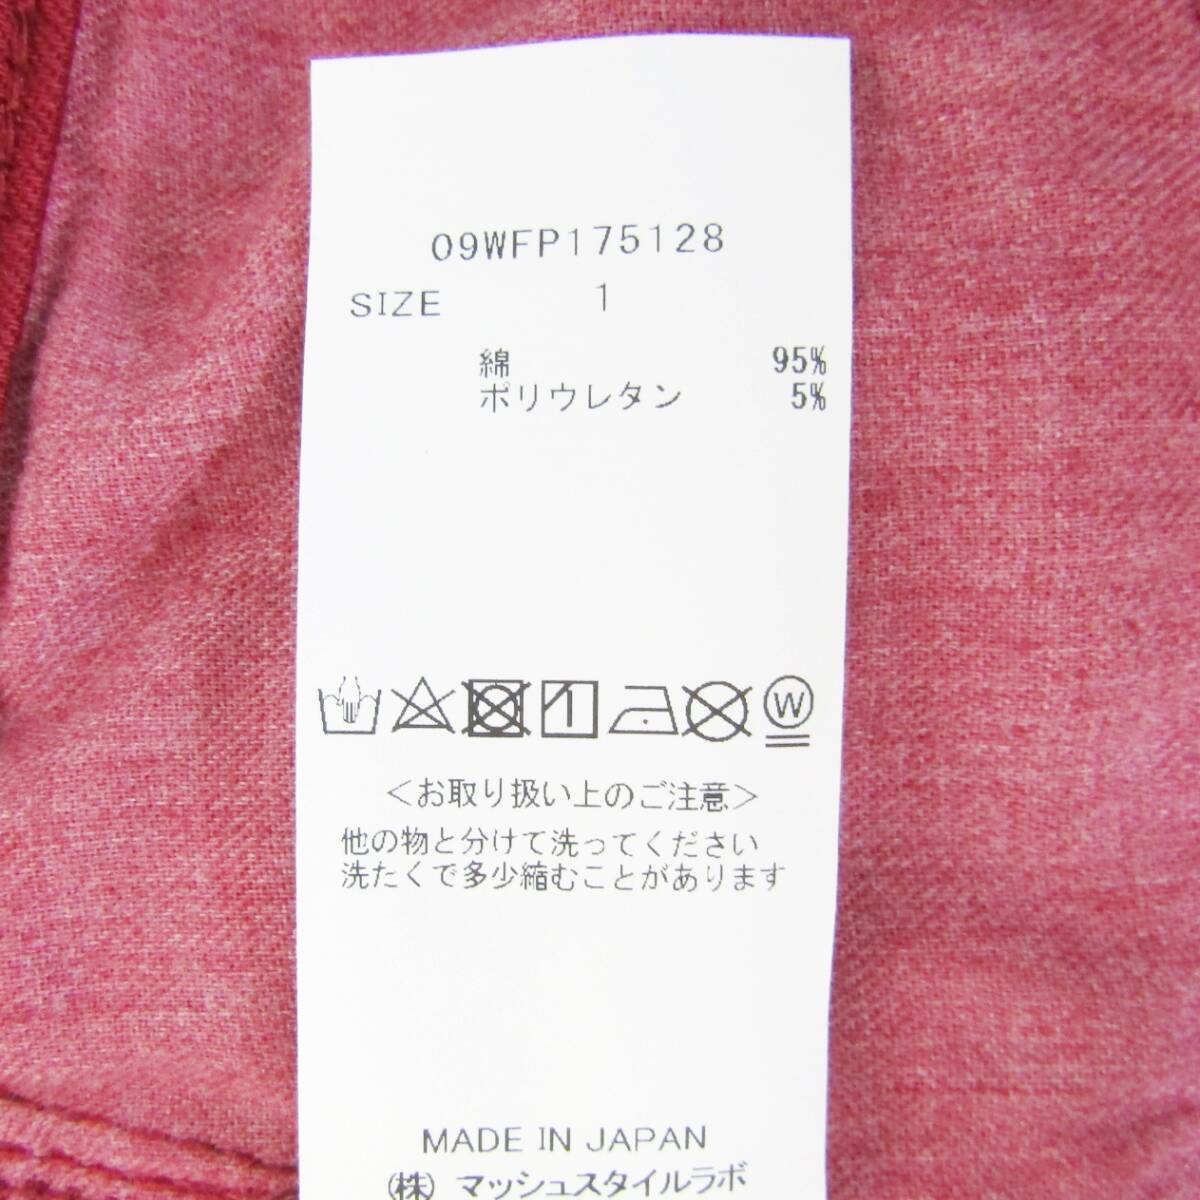 09WFP175128
SIZE 1
綿 95%
ポリウレタン 5%
W
<お取り扱い上のご注意>
他の物と分けて洗ってください
洗たくで多少縮むことがあります
MADE IN JAPAN
(株)マッシュスタイルラボ